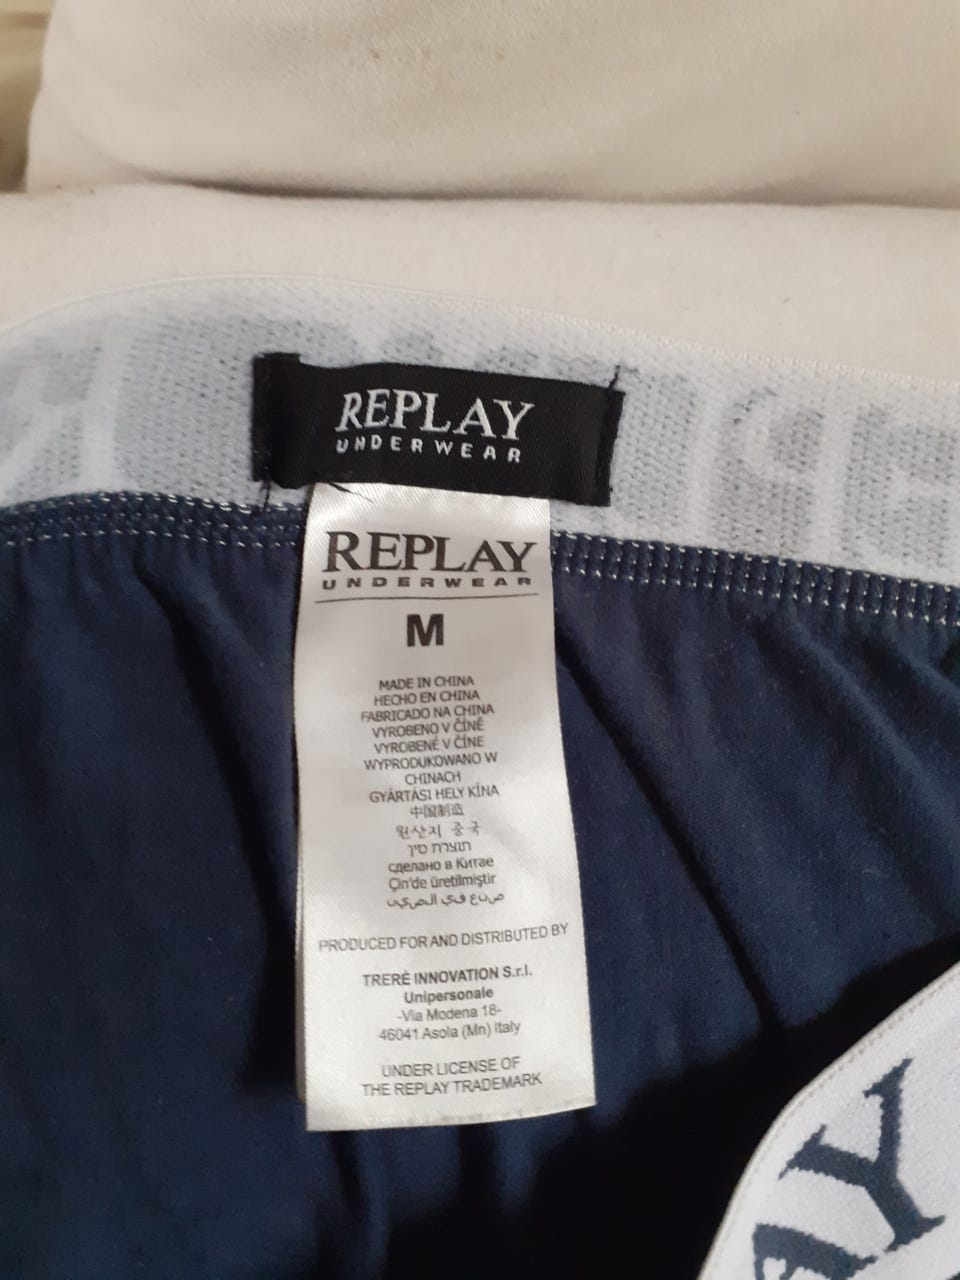 REPLAY
UNDERWEAR
REPLAY
UNDERWEAR
M
MADE IN CHINA
HECHO EN CHINA
FABRICADO NA CHINA
VYROBENO V ČÍNĚ
VYROBENÉ V ČÍNE
WYPRODUKOWANO W
CHINACH
GYÁRTÁSI HELY KÍNA
中国制造
원산지 중국
תוצרת סין
сделано в Китае
Çin'de üretilmiştir
صنع في الصين
PRODUCED FOR AND DISTRIBUTED BY
TRERÈ INNOVATION S.r.l.
Unipersonale
-Via Modena 18-
46041 Asola (Mn) Italy
UNDER LICENSE OF
THE REPLAY TRADEMARK
AY